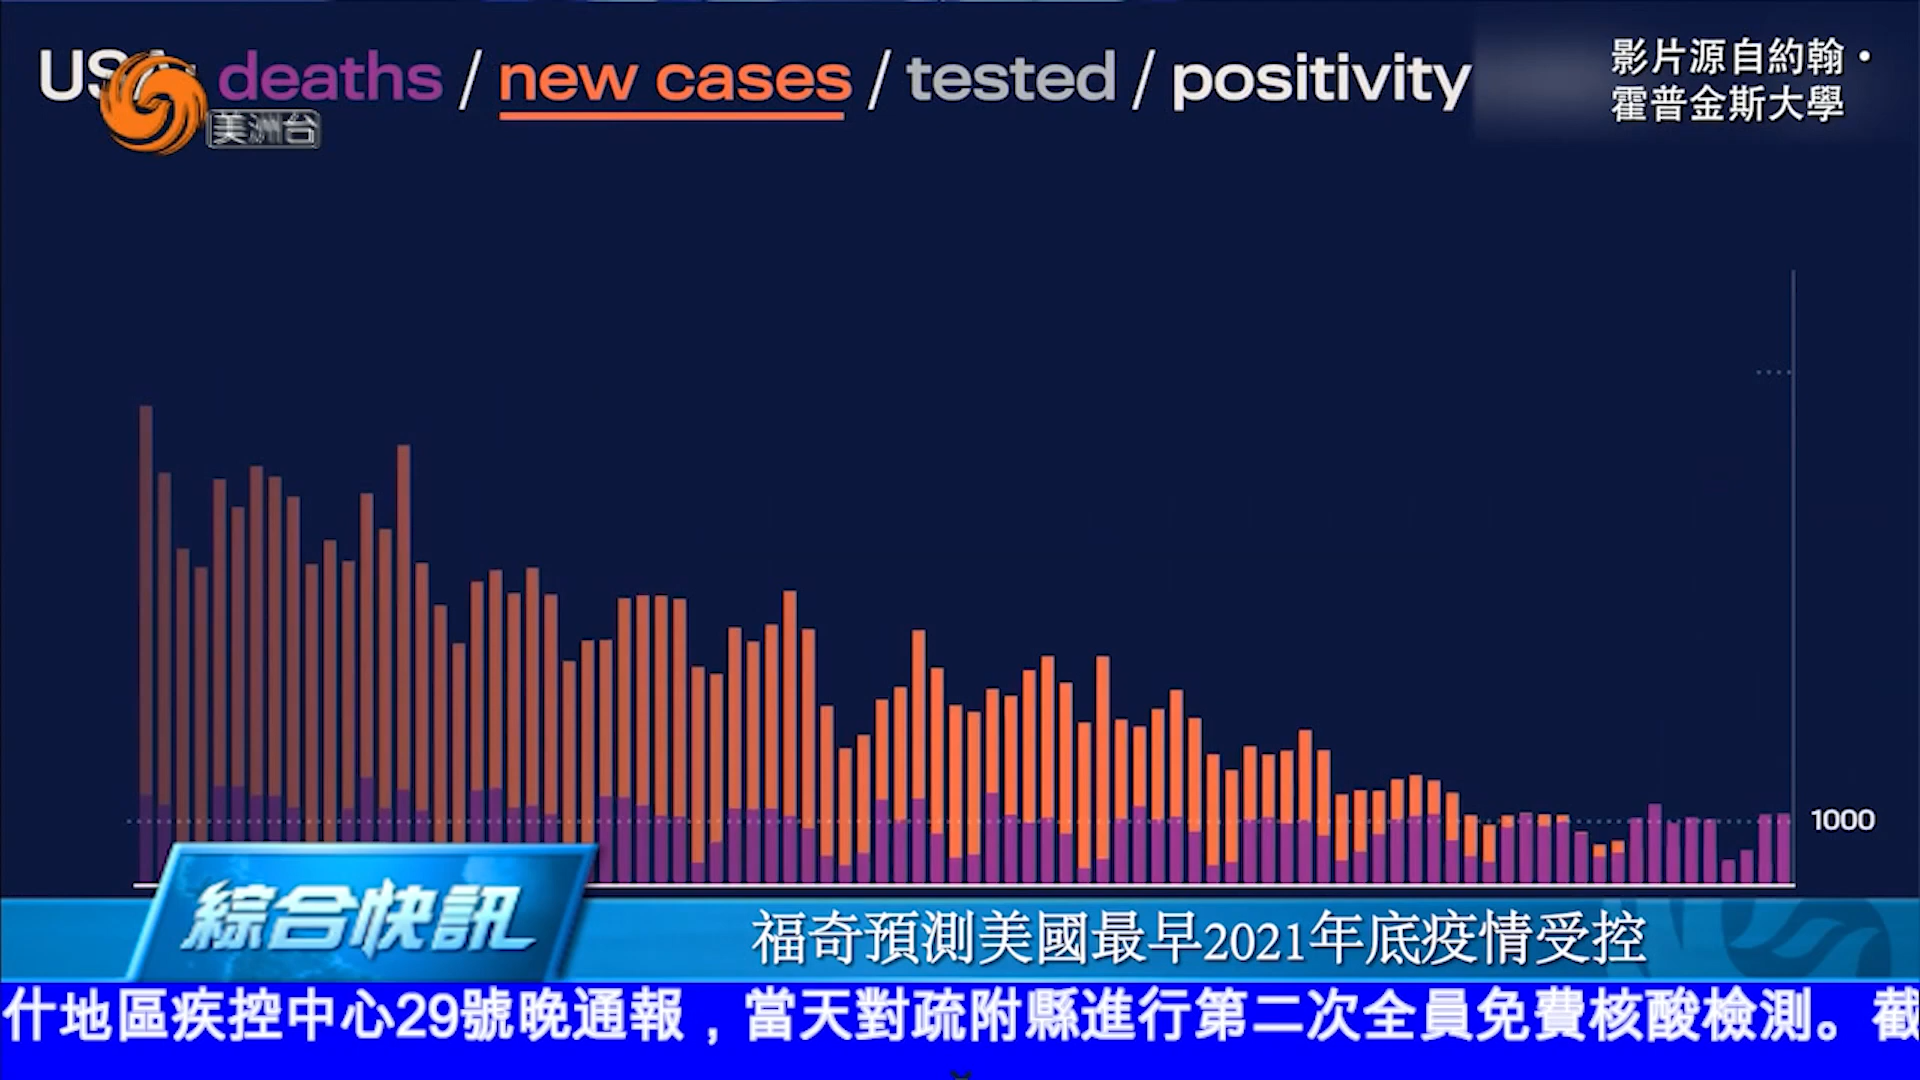 USA: deaths / new cases / tested / positivity
影片源自約翰・
霍普金斯大學
美洲台
1000
綜合快訊
福奇預測美國最早2021年底疫情受控
什地區疾控中心29號晚通報，當天對疏附縣進行第二次全員免費核酸檢測。截